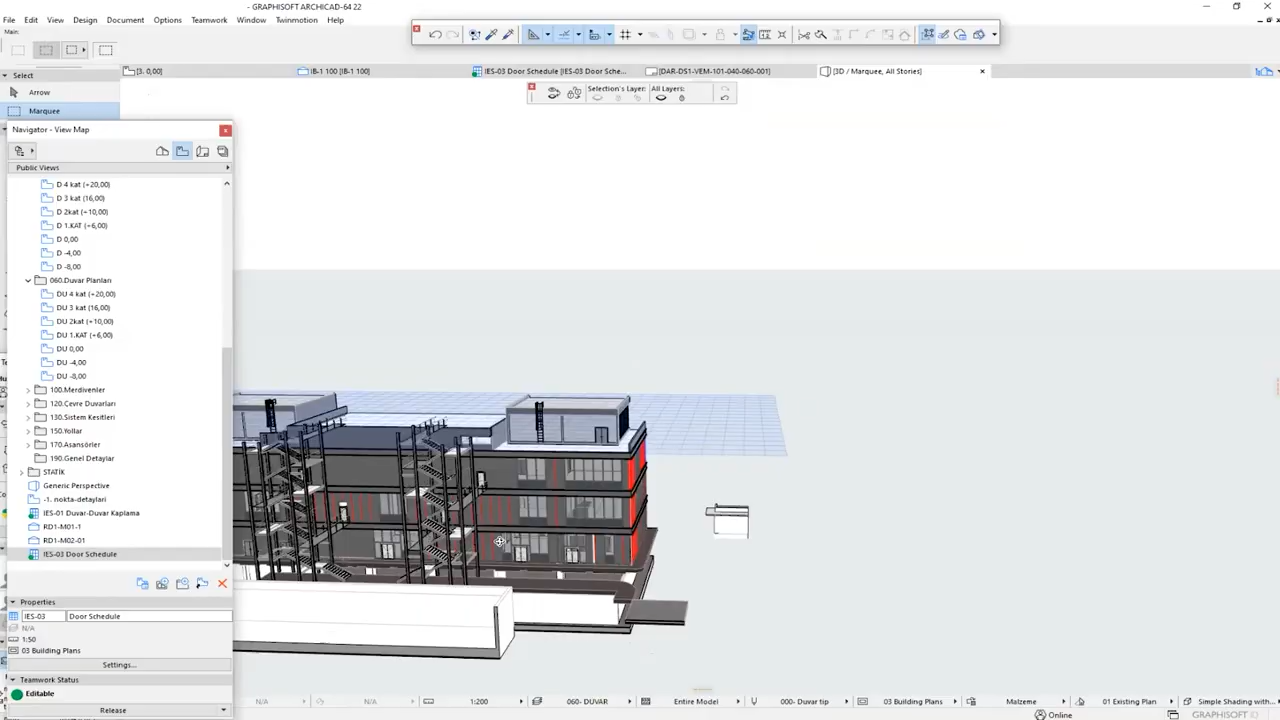 - GRAPHISOFT ARCHICAD-64 22
File Edit View Design Document Options Teamwork Window Twinmotion Help
Main:
[3. 0,00]
IB-1 100 [IB-1 100]
IES-03 Door Schedule [IES-03 Door Sche...
[DAR-DS1-VEM-101-040-060-001]
[3D / Marquee, All Stories]
Select
Arrow
Marquee
Selection's Layer: All Layers:
Navigator - View Map
Public Views
D 4 kat (+20,00)
D 3 kat (16,00)
D 2kat (+10,00)
D 1.KAT (+6,00)
D 0,00
D -4,00
D -8,00
060.Duvar Planları
DU 4 kat (+20,00)
DU 3 kat (16,00)
DU 2kat (+10,00)
DU 1.KAT (+6,00)
DU 0,00
DU -4,00
DU -8,00
100.Merdivenler
120.Cevre Duvarları
130.Sistem Kesitleri
150.Yollar
170.Asansörler
190.Genel Detaylar
STATİK
Generic Perspective
-1. nokta-detaylari
IES-01 Duvar-Duvar Kaplama
RD1-M01-1
RD1-M02-01
IES-03 Door Schedule
Properties
IES-03 Door Schedule
N/A
1:50
03 Building Plans
Settings...
Teamwork Status
Editable
Release
N/A N/A 1:200 060- DUVAR Entire Model 000- Duvar tip 03 Building Plans Malzeme 01 Existing Plan Simple Shading with...
Online GRAPHISOFT